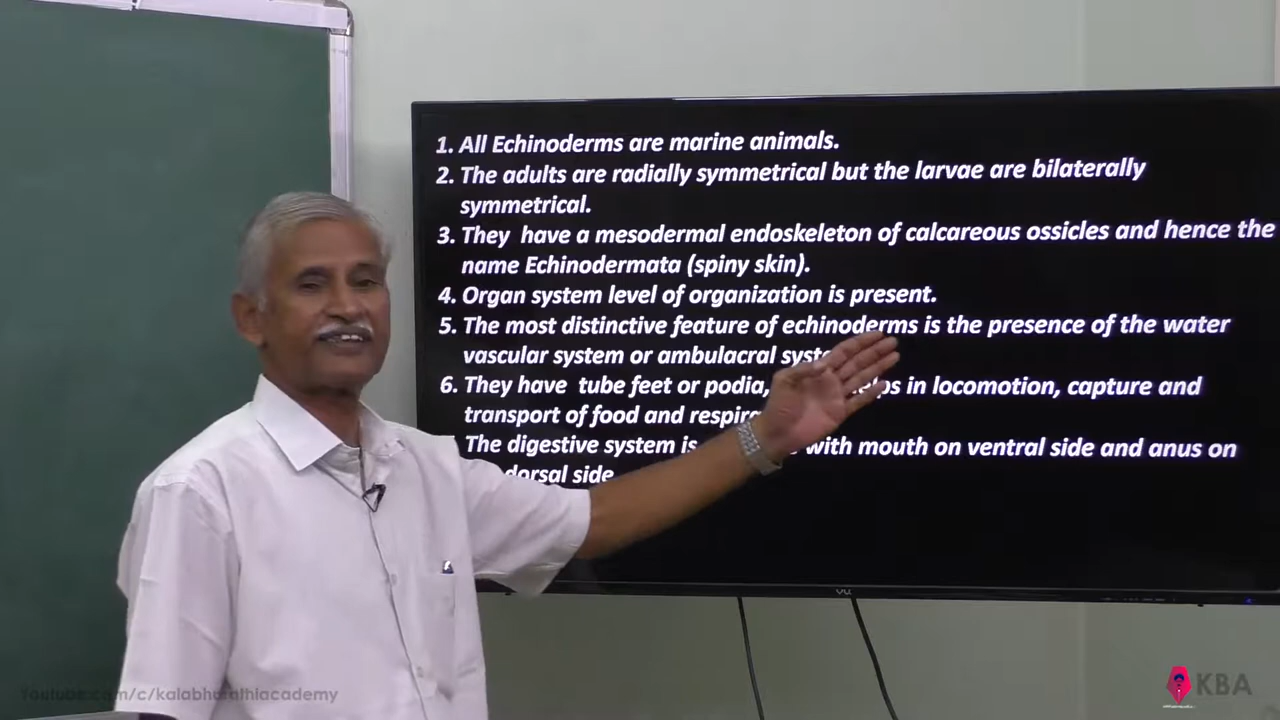 1. All Echinoderms are marine animals.
2. The adults are radially symmetrical but the larvae are bilaterally
symmetrical.
3. They have a mesodermal endoskeleton of calcareous ossicles and hence the
name Echinodermata (spiny skin).
4. Organ system level of organization is present.
5. The most distinctive feature of echinoderms is the presence of the water
vascular system or ambulacral
6. They have tube feet or podia, in locomotion, capture and
transport of food and
The digestive system is with mouth on ventral side and anus on
dorsal side
Youtube.com/c/kalabharathiacademy
KBA